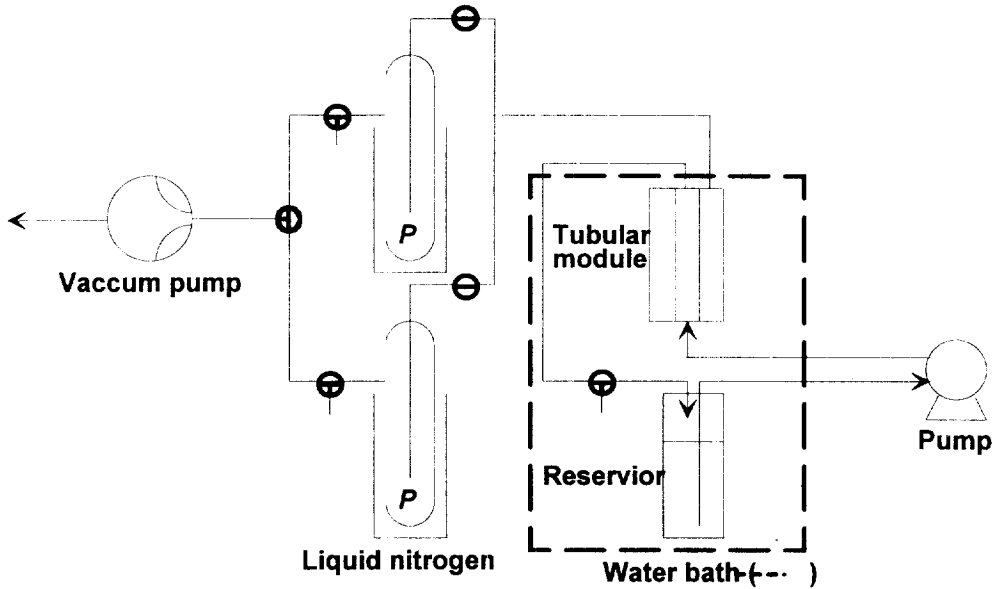 P
Tubular
module
Vaccum pump
P
Reservior
Pump
Liquid nitrogen
Water bath (--- )